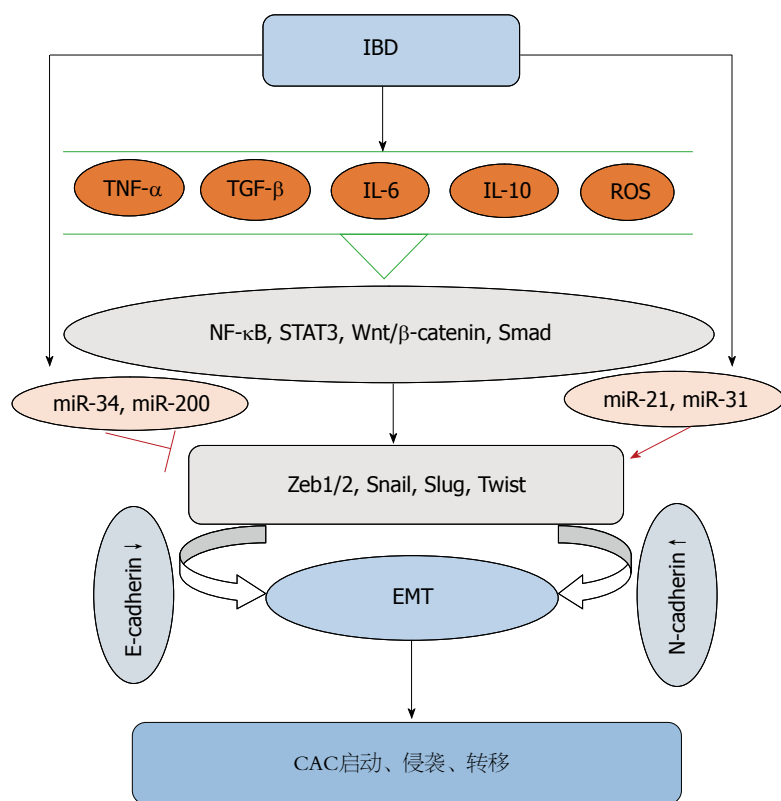 IBD
TNF-α
TGF-β
IL-6
IL-10
ROS
NF-κB, STAT3, Wnt/β-catenin, Smad
miR-34, miR-200
miR-21, miR-31
Zeb1/2, Snail, Slug, Twist
E-cadherin ↓
EMT
N-cadherin ↑
CAC启动、侵袭、转移